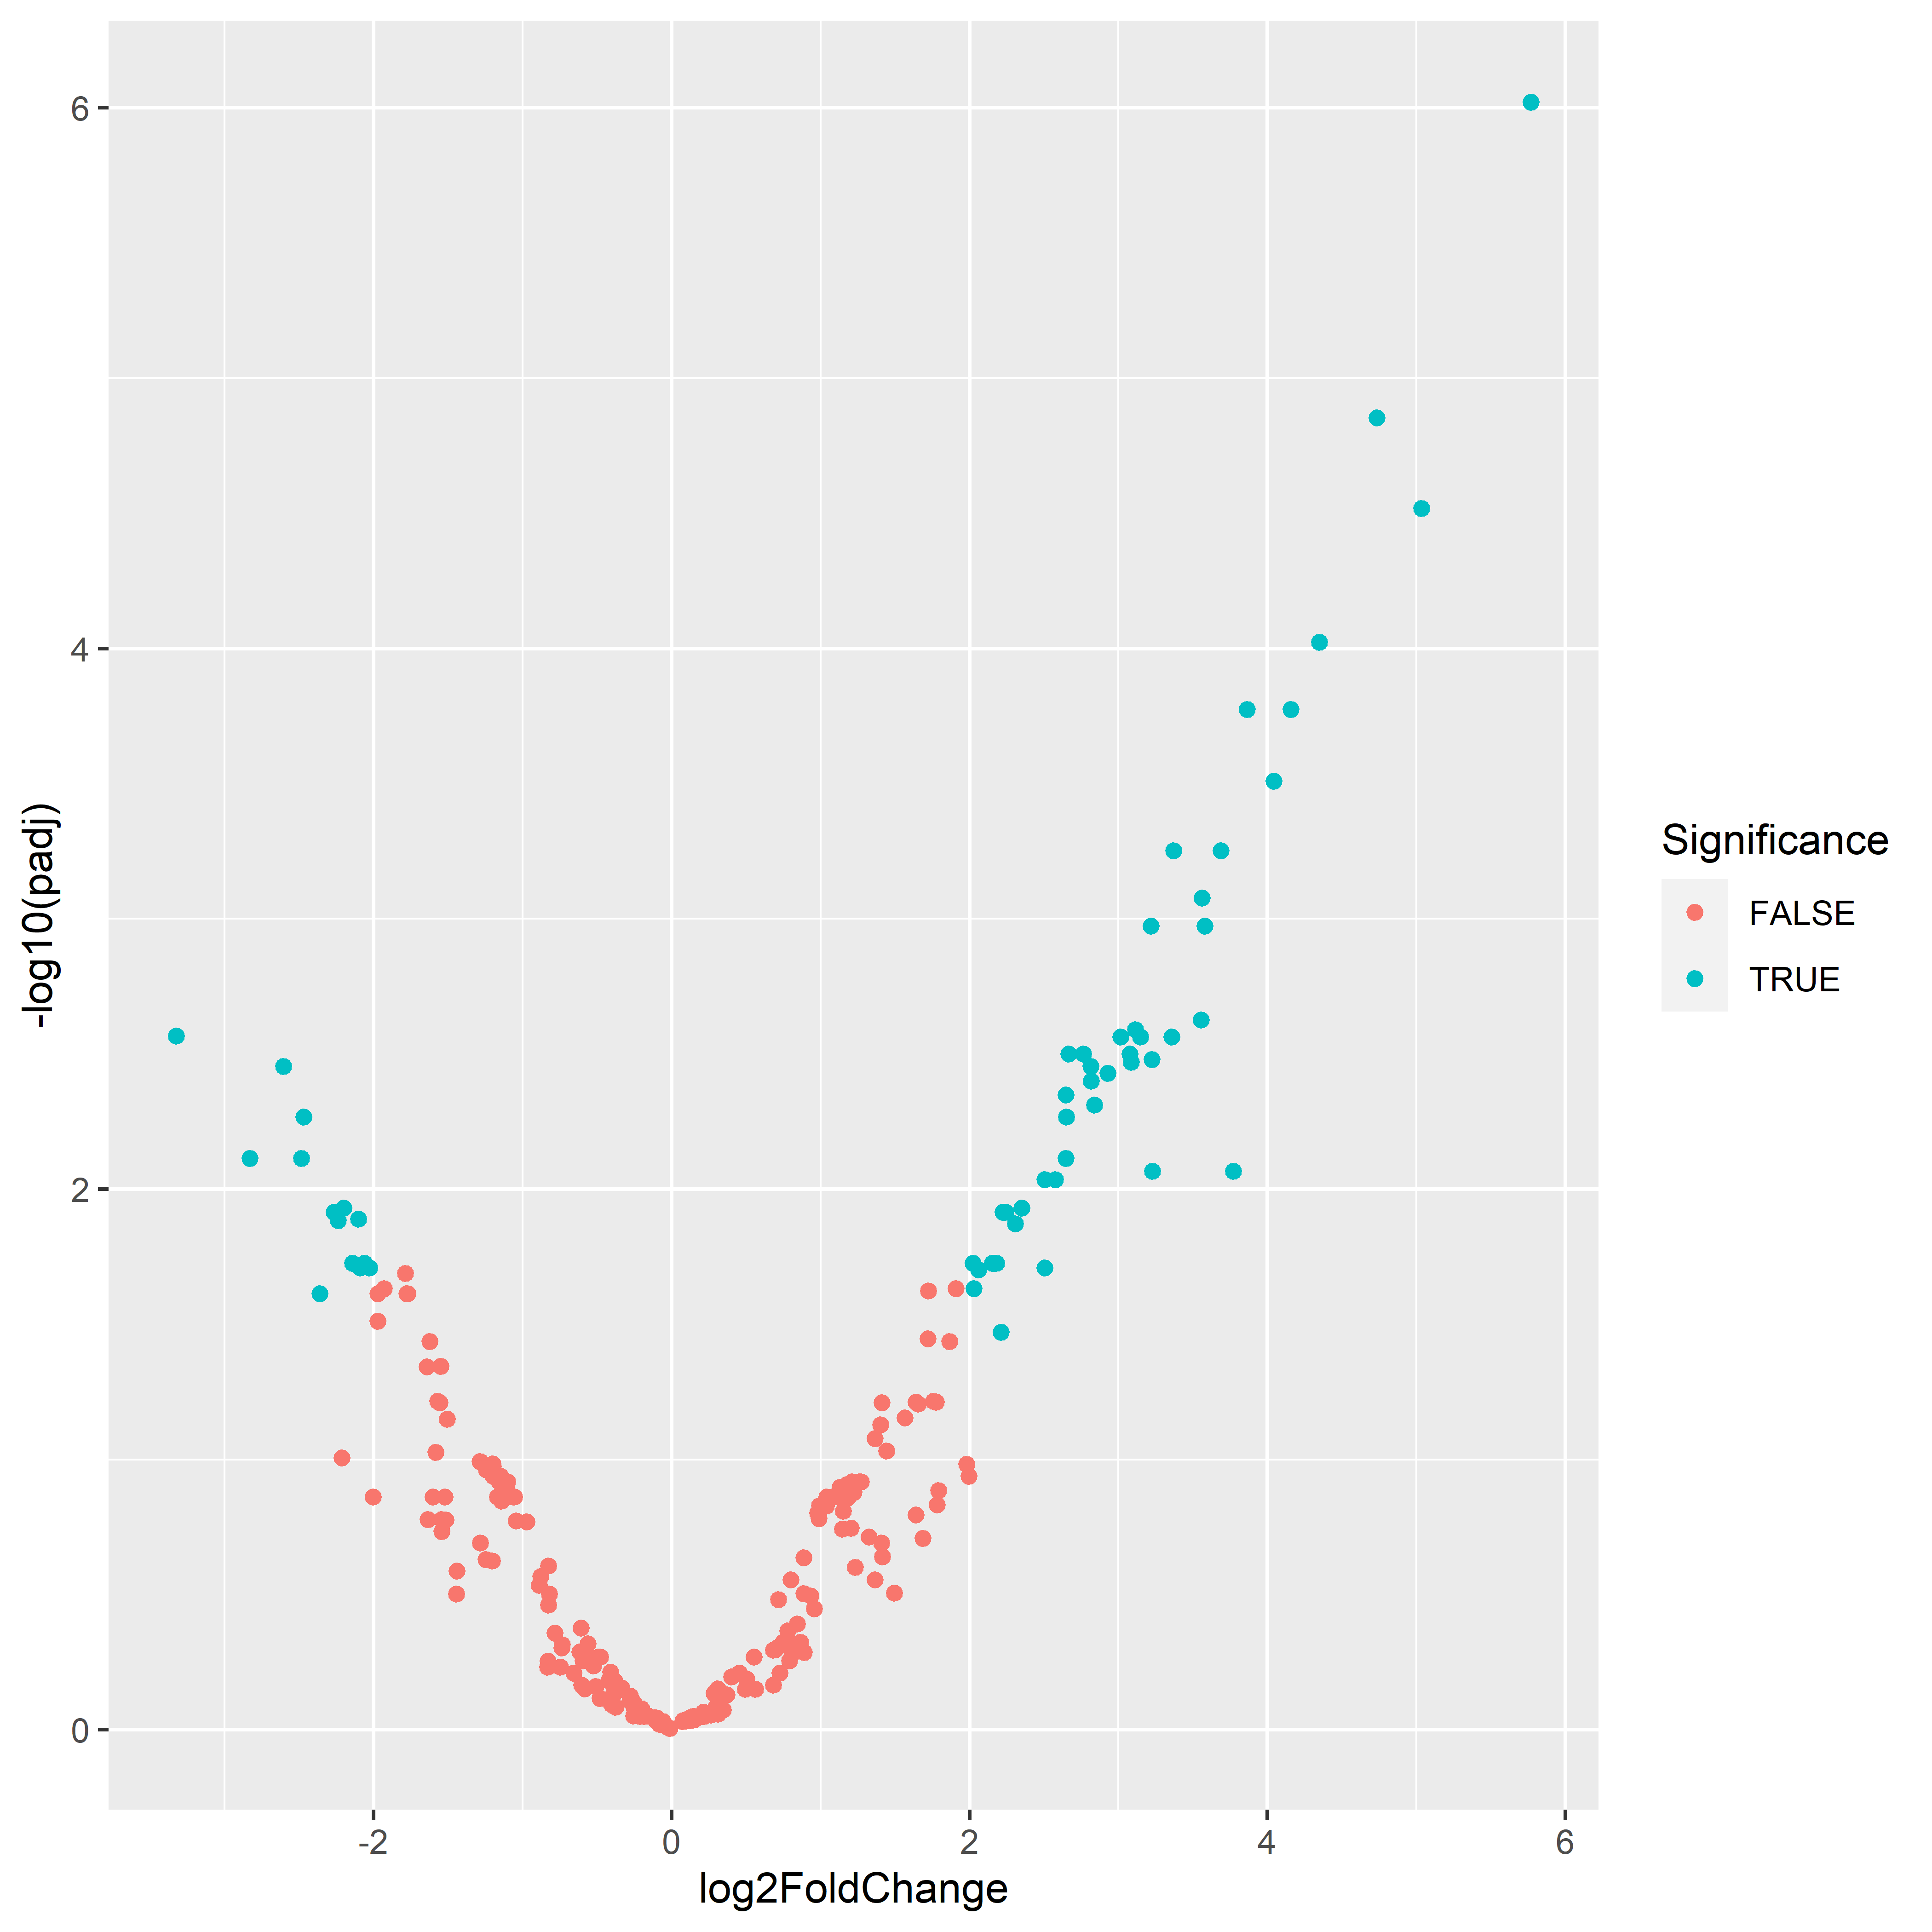 6
4
2
0
-log10(padj)
-2 0 2 4 6
log2FoldChange
Significance
FALSE
TRUE